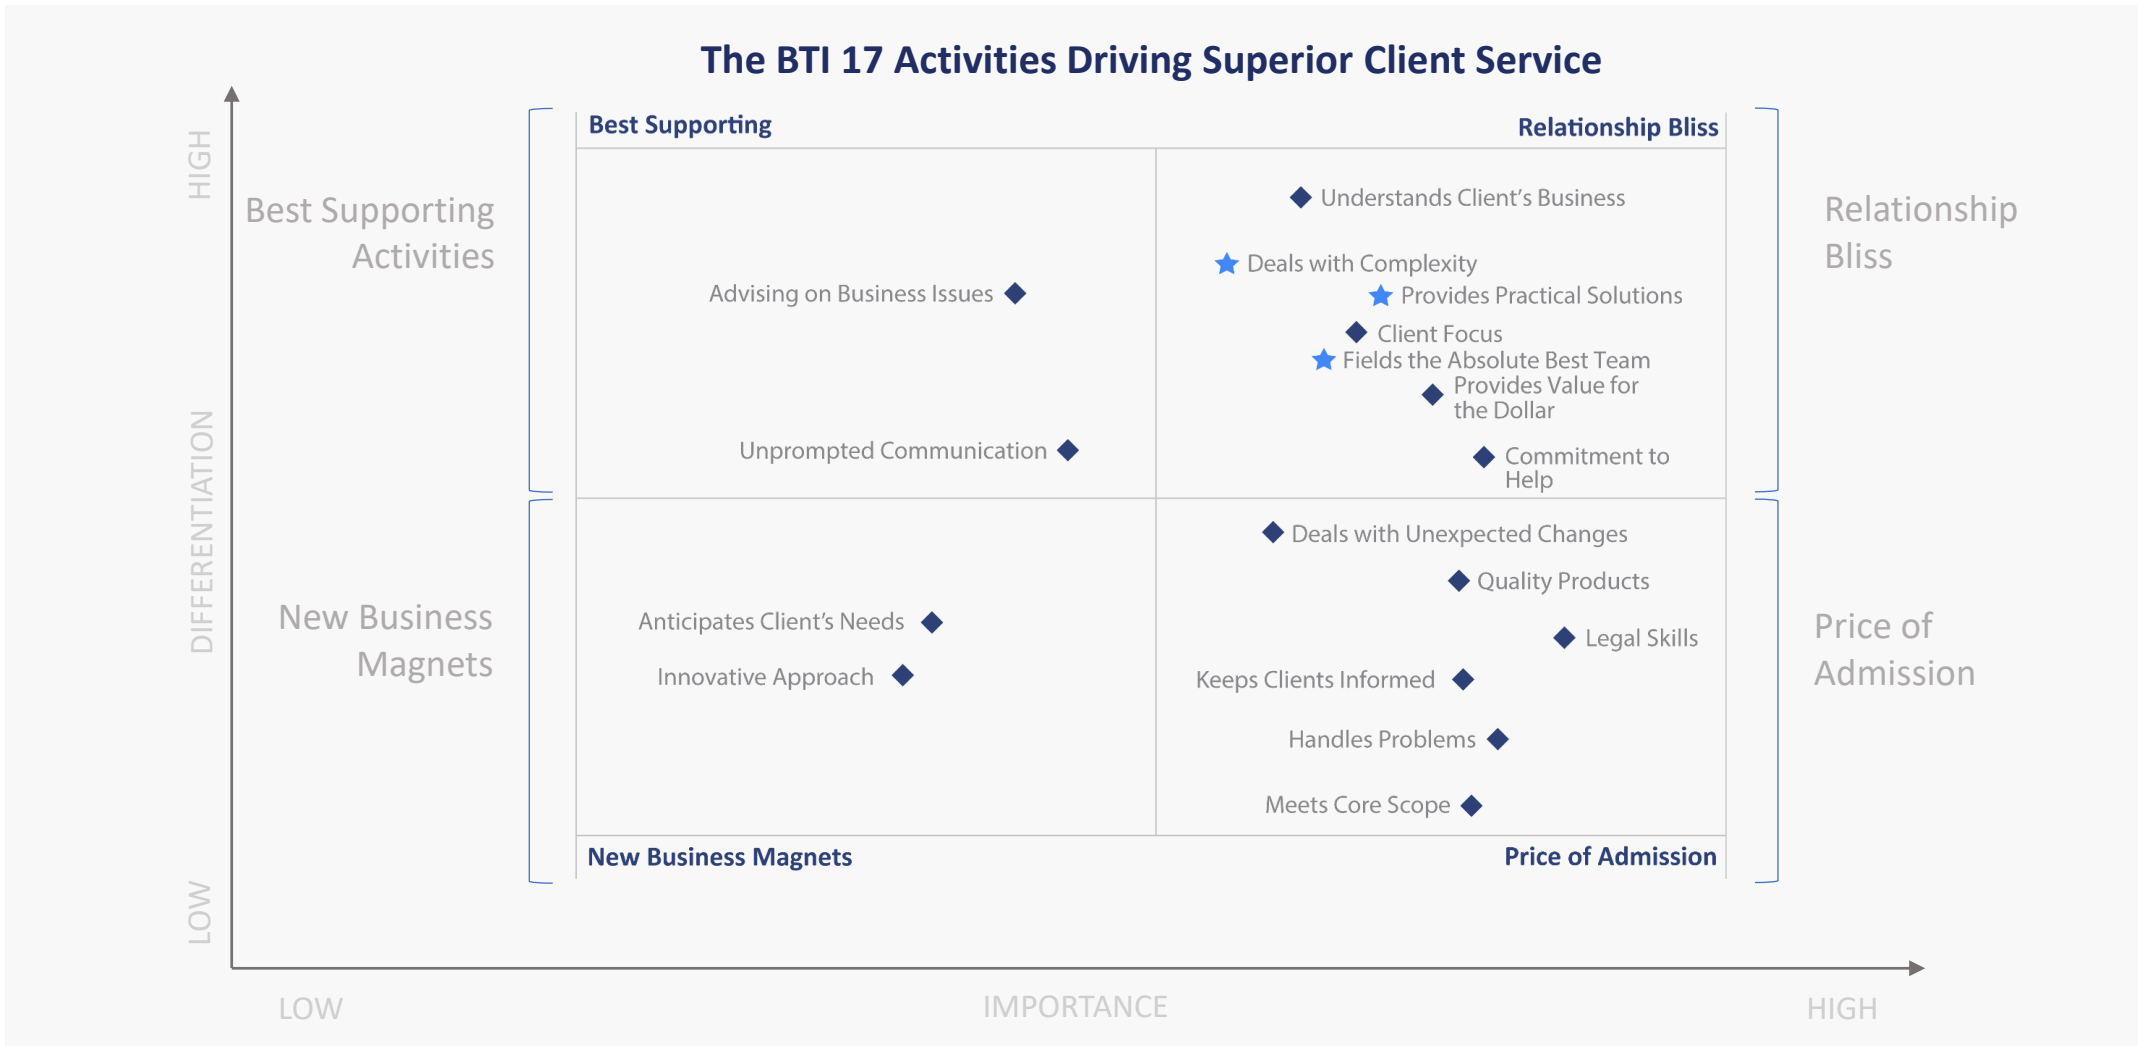 The BTI 17 Activities Driving Superior Client Service
HIGH
Best Supporting
Activities
Best Supporting
Relationship Bliss
Relationship
Bliss
Understands Client’s Business
Deals with Complexity
Advising on Business Issues
Provides Practical Solutions
Client Focus
Fields the Absolute Best Team
Provides Value for
the Dollar
Unprompted Communication
Commitment to
Help
DIFFERENTIATION
New Business
Magnets
Deals with Unexpected Changes
Quality Products
Anticipates Client’s Needs
Legal Skills
Innovative Approach
Keeps Clients Informed
Handles Problems
Meets Core Scope
Price of
Admission
New Business Magnets
Price of Admission
LOW
LOW
IMPORTANCE
HIGH